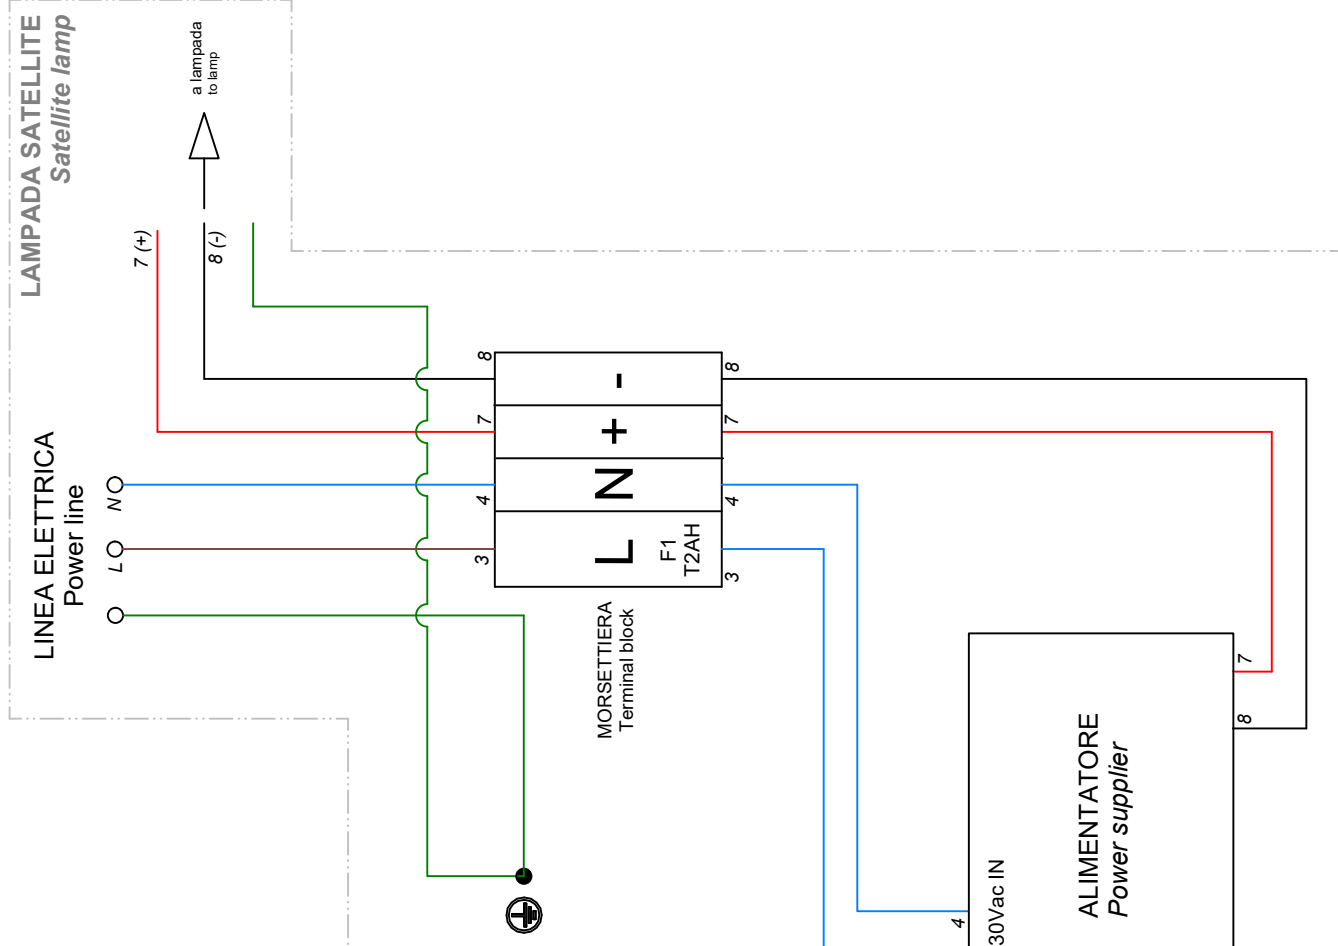 LAMPADA SATELLITE
Satellite lamp
a lampada
to lamp
7 (+)
8 (-)
LINEA ELETTRICA
Power line
N
L
8
7
4
3
-
+
N
L
F1
T2AH
8
7
4
3
MORSETTIERA
Terminal block
7
8
ALIMENTATORE
Power supplier
4
30Vac IN